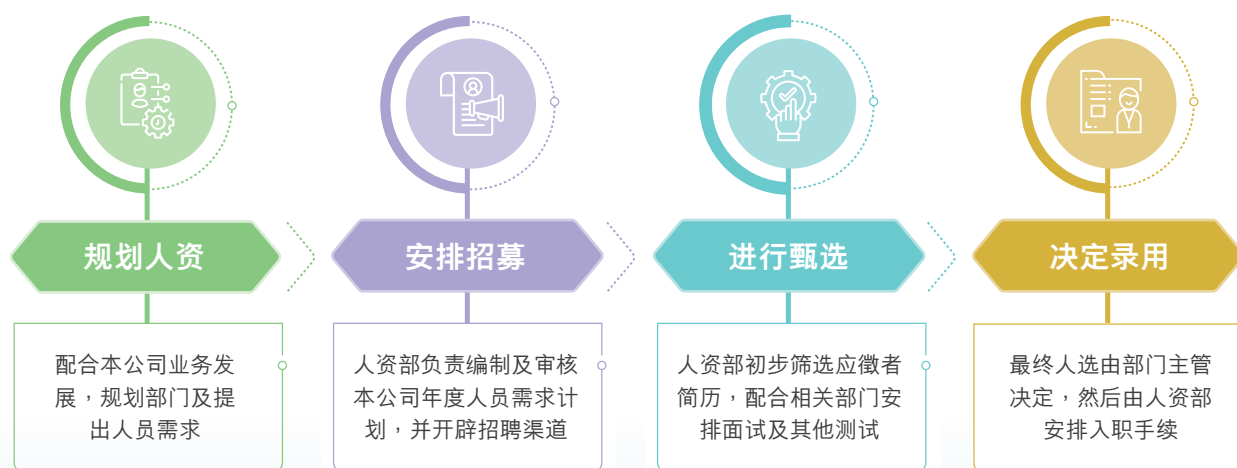 规划人资
配合本公司业务发
展，规划部门及提
出人员需求
安排招募
人资部负责编制及审核
本公司年度人员需求计
划，并开辟招聘渠道
进行甄选
人资部初步筛选应徵者
简历，配合相关部门安
排面试及其他测试
决定录用
最终人选由部门主管
决定，然后由人资部
安排入职手续